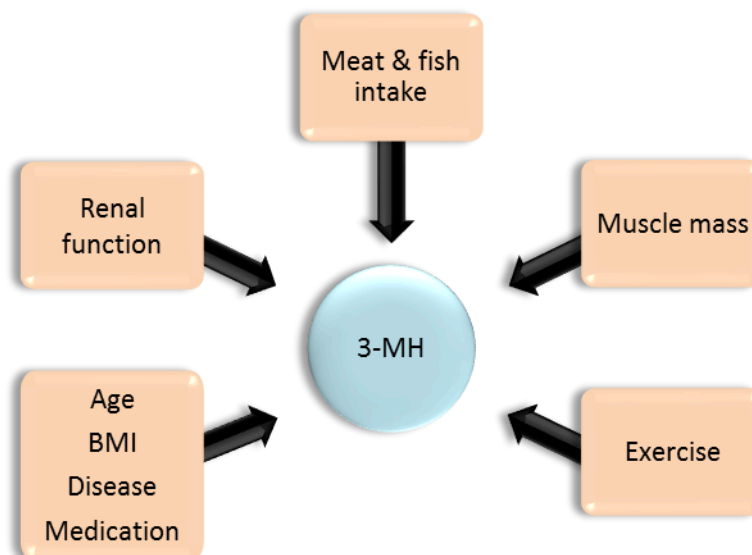 Meat & fish
intake
Renal
function
Muscle mass
3-MH
Age
BMI
Disease
Medication
Exercise